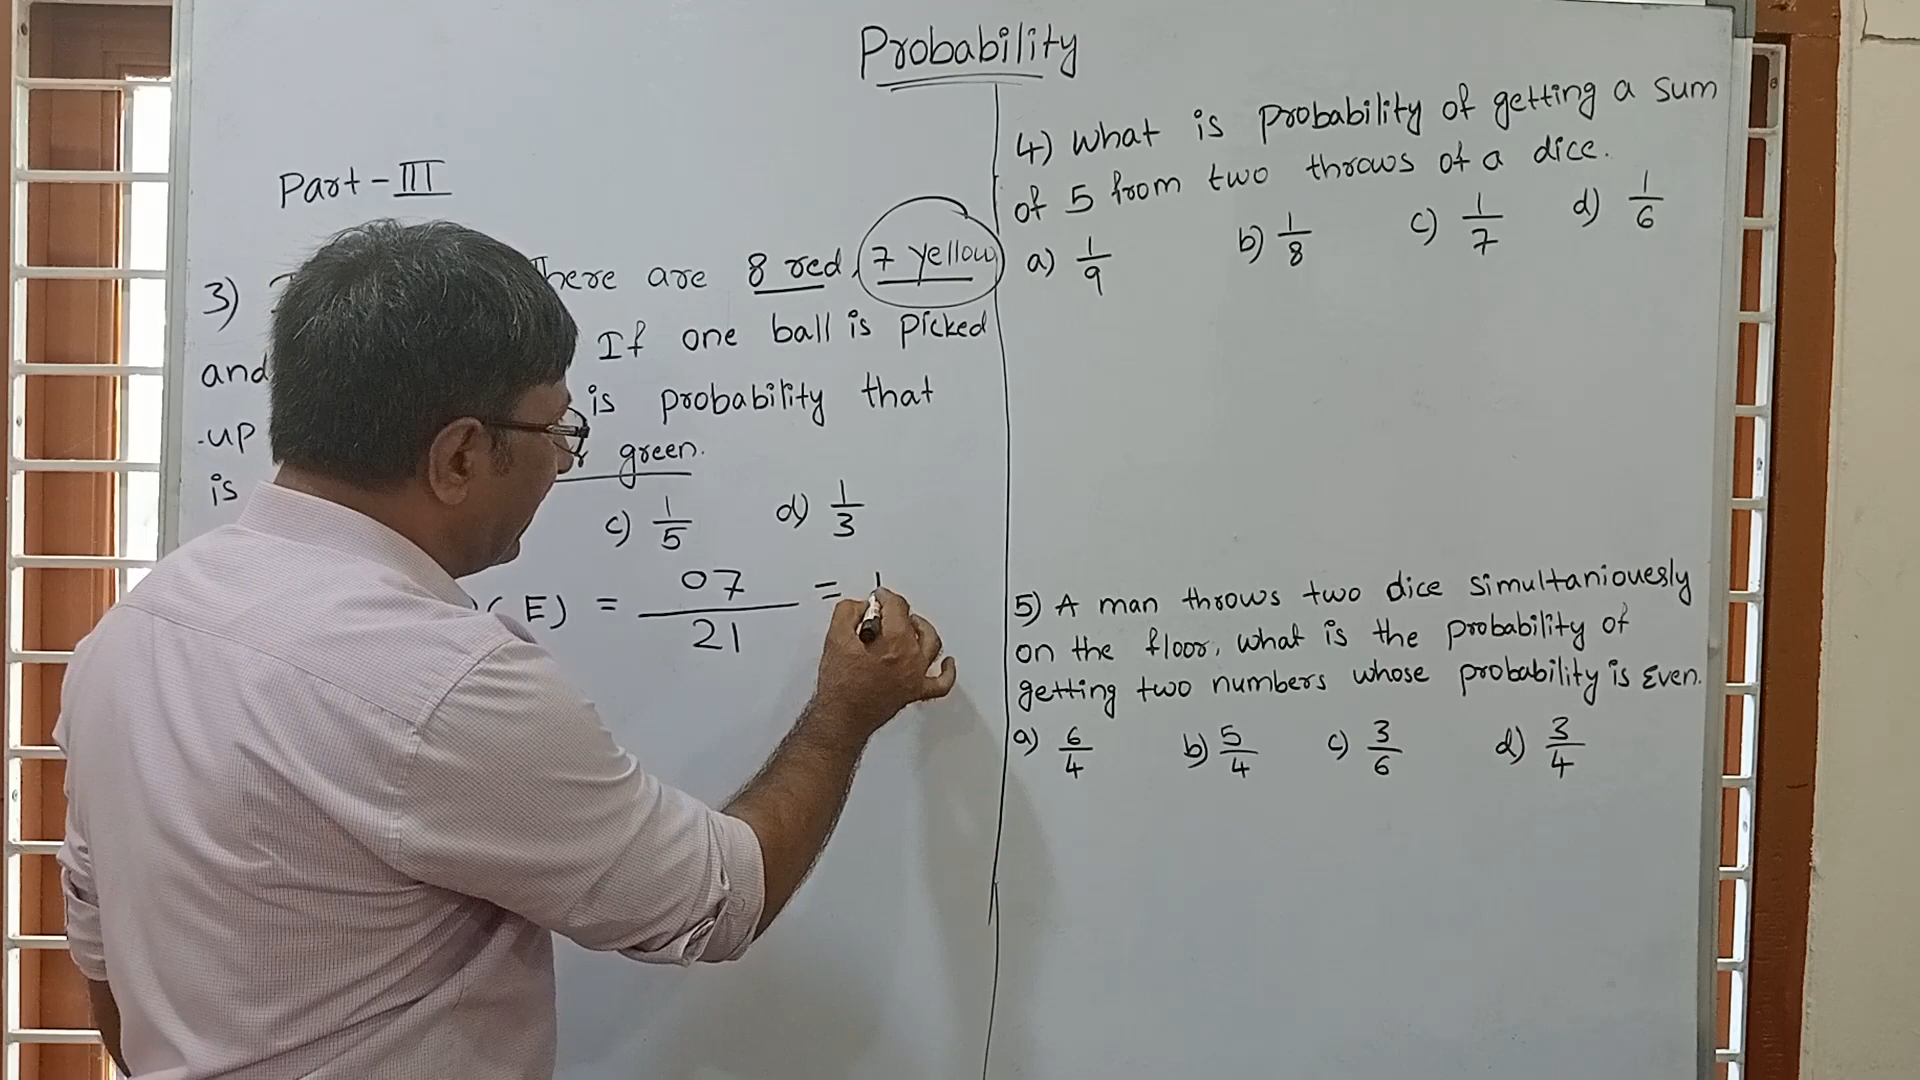 Probability
Part - III
3) here are 8 red, 7 yellow
and If one ball is picked
-up is probability that
is green.
c) 1/5 d) 1/3
(E) = 07/21 = 1
4) What is probability of getting a sum
of 5 from two throws of a dice.
a) 1/9 b) 1/8 c) 1/7 d) 1/6
5) A man throws two dice simultaniouesly
on the floor, what is the probability of
getting two numbers whose probability is Even.
a) 6/4 b) 5/4 c) 3/6 d) 3/4